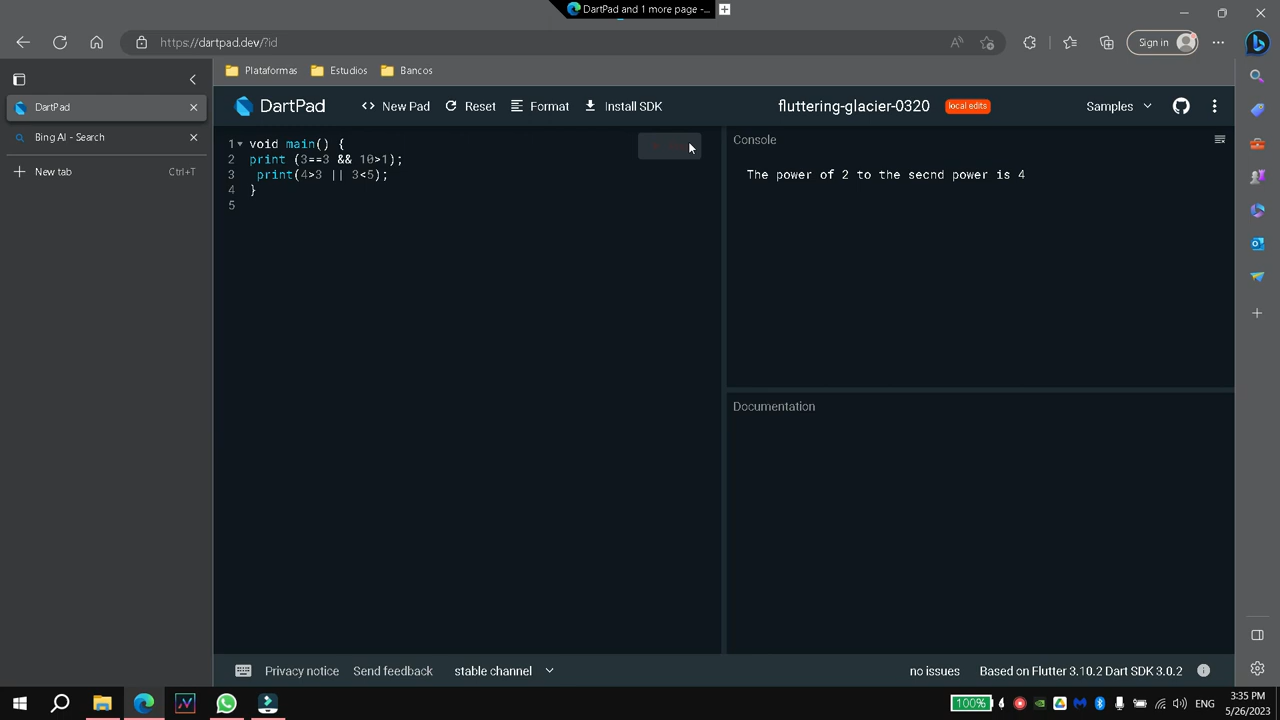 DartPad and 1 more page -...
https://dartpad.dev/?id
Sign in
Plataformas
Estudios
Bancos
DartPad
Bing AI - Search
New tab
Ctrl+T
DartPad
<> New Pad
Reset
Format
Install SDK
fluttering-glacier-0320
local edits
Samples
1 void main() {
2 print (3==3 && 10>1);
3 print(4>3 || 3<5);
4 }
5
Console
The power of 2 to the secnd power is 4
Documentation
Privacy notice
Send feedback
stable channel
no issues
Based on Flutter 3.10.2 Dart SDK 3.0.2
100%
ENG
3:35 PM
5/26/2023